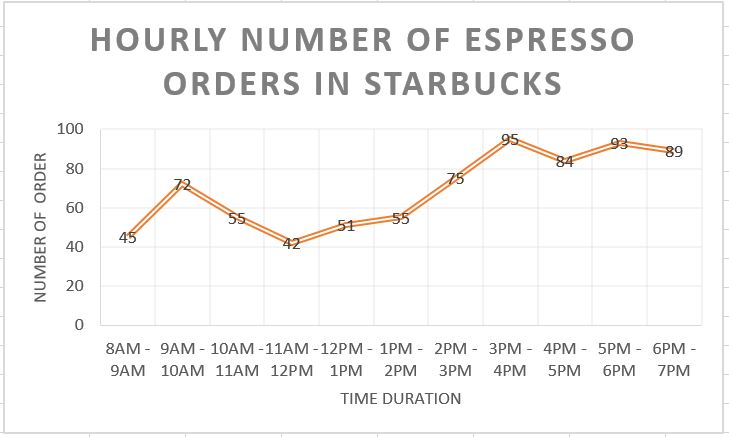 HOURLY NUMBER OF ESPRESSO
ORDERS IN STARBUCKS
NUMBER OF ORDER
100
80
60
40
20
0
45
72
55
42
51
55
75
95
84
93
89
8AM - 9AM - 10AM - 11AM - 12PM - 1PM - 2PM - 3PM - 4PM - 5PM - 6PM -
9AM 10AM 11AM 12PM 1PM 2PM 3PM 4PM 5PM 6PM 7PM
TIME DURATION